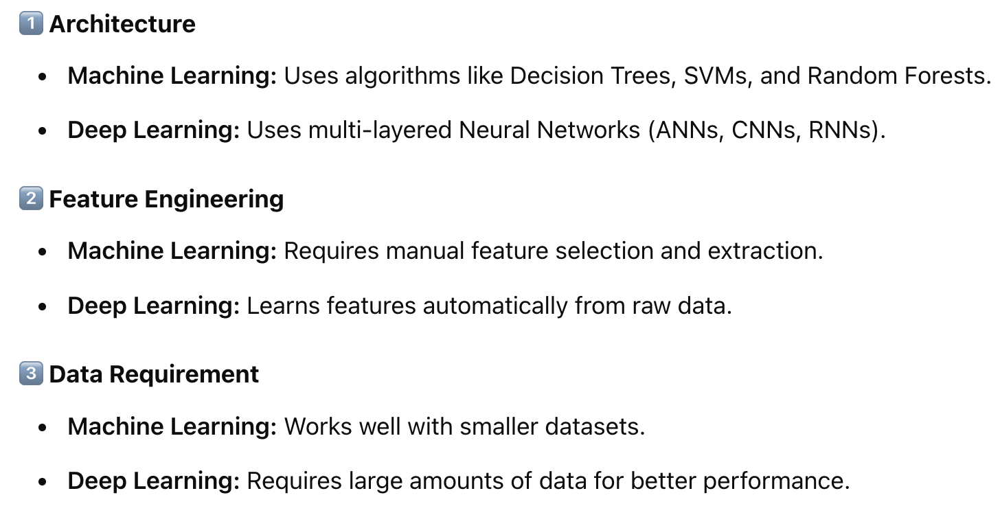 1️⃣ Architecture
• Machine Learning: Uses algorithms like Decision Trees, SVMs, and Random Forests.
• Deep Learning: Uses multi-layered Neural Networks (ANNs, CNNs, RNNs).
2️⃣ Feature Engineering
• Machine Learning: Requires manual feature selection and extraction.
• Deep Learning: Learns features automatically from raw data.
3️⃣ Data Requirement
• Machine Learning: Works well with smaller datasets.
• Deep Learning: Requires large amounts of data for better performance.